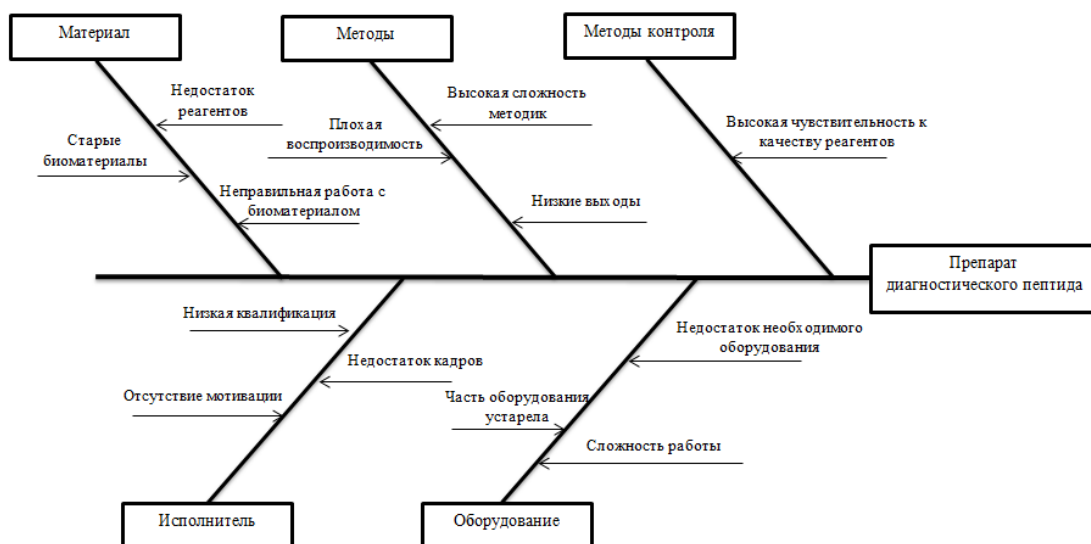 Материал
Методы
Методы контроля
Недостаток
реагентов
Старые
биоматериалы
Неправильная работа с
биоматериалом
Высокая сложность
методик
Плохая
воспроизводимость
Низкие выходы
Высокая чувствительность к
качеству реагентов
Препарат
диагностического пептида
Низкая квалификация
Недостаток кадров
Отсутствие мотивации
Недостаток необходимого
оборудования
Часть оборудования
устарела
Сложность работы
Исполнитель
Оборудование